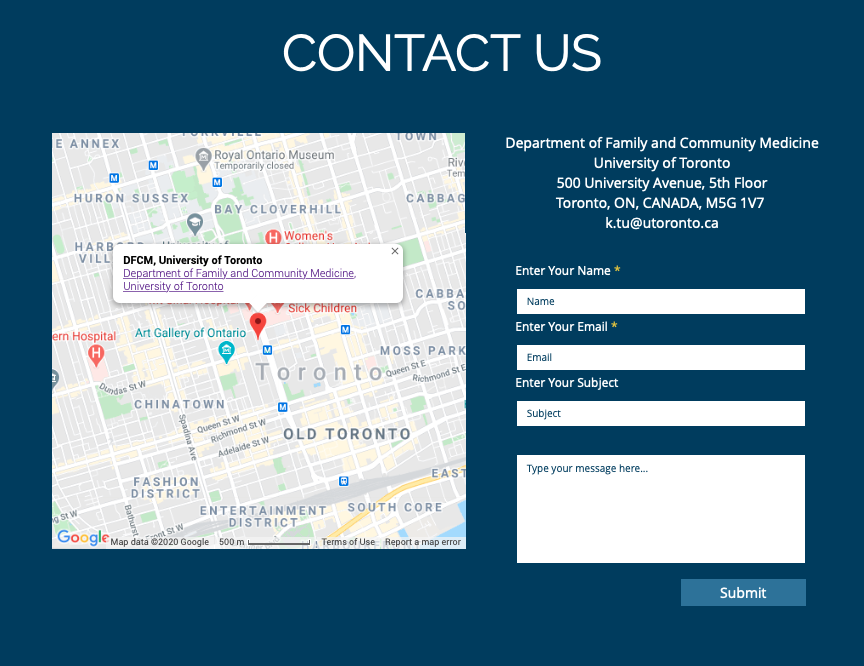 CONTACT US
TOWN
E ANNEX
Royal Ontario Museum
Temporarily closed
M
M
M
HURON SUSSEX
CABBAG
BAY CLOVERHILL
H Women's
DFCM, University of Toronto
Department of Family and Community Medicine,
University of Toronto
CABBA
Sick Children
Art Gallery of Ontario
M
ern Hospital
H
M
MOSS PARK
Toronto
Queen St E
Richmond St E
Dundas St W
CHINATOWN
M
Spadina Ave
Queen St W
Richmond St W
Adelaide St W
OLD TORONTO
FASHION
DISTRICT
EAST
ENTERTAINMENT
DISTRICT
SOUTH CORE
g St W
Bathurst
Front St W
Google
Map data ©2020 Google
500 m
Terms of Use
Report a map error
Department of Family and Community Medicine
University of Toronto
500 University Avenue, 5th Floor
Toronto, ON, CANADA, M5G 1V7
k.tu@utoronto.ca
Enter Your Name *
Name
Enter Your Email *
Email
Enter Your Subject
Subject
Type your message here...
Submit